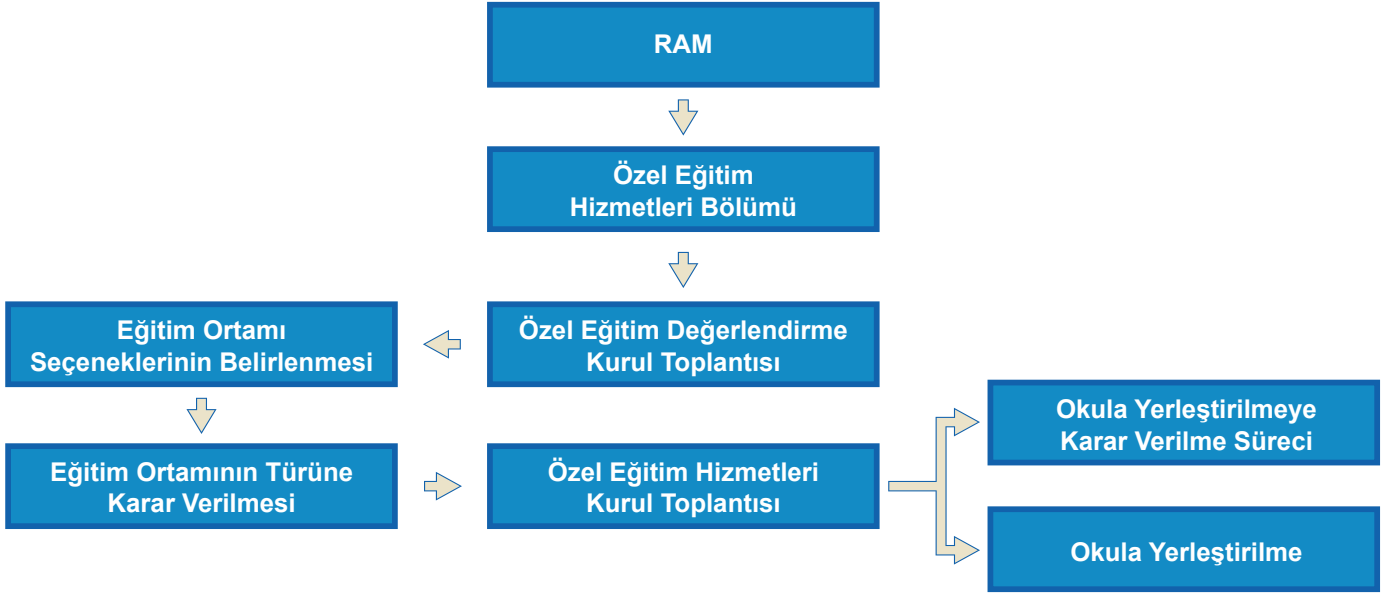 RAM
Özel Eğitim
Hizmetleri Bölümü
Özel Eğitim Değerlendirme
Kurul Toplantısı
Eğitim Ortamı
Seçeneklerinin Belirlenmesi
Eğitim Ortamının Türüne
Karar Verilmesi
Özel Eğitim Hizmetleri
Kurul Toplantısı
Okula Yerleştirilmeye
Karar Verilme Süreci
Okula Yerleştirilme